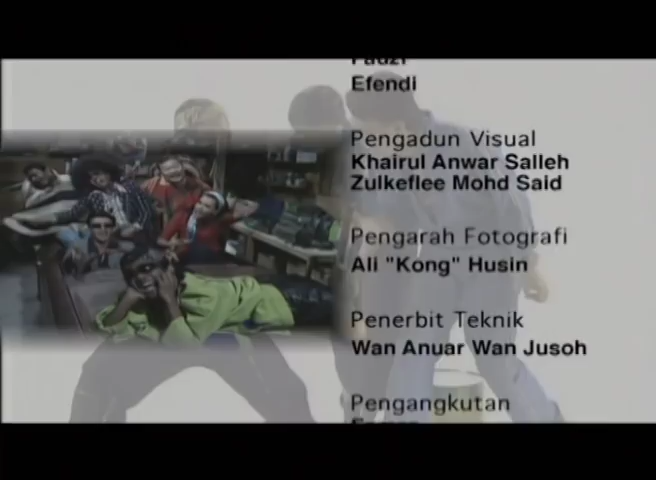 Efendi
Pengadun Visual
Khairul Anwar Salleh
Zulkeflee Mohd Said
Pengarah Fotografi
Ali "Kong" Husin
Penerbit Teknik
Wan Anuar Wan Jusoh
Pengangkutan